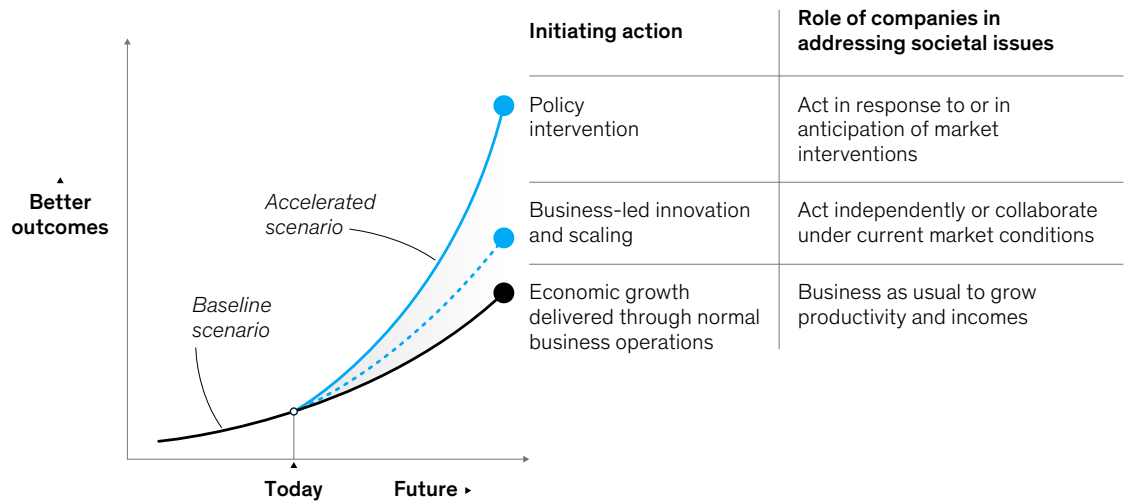 Initiating action
Role of companies in
addressing societal issues
Policy
intervention
Act in response to or in
anticipation of market
interventions
Business-led innovation
and scaling
Act independently or collaborate
under current market conditions
Economic growth
delivered through normal
business operations
Business as usual to grow
productivity and incomes
Better
outcomes
Accelerated
scenario
Baseline
scenario
Today
Future